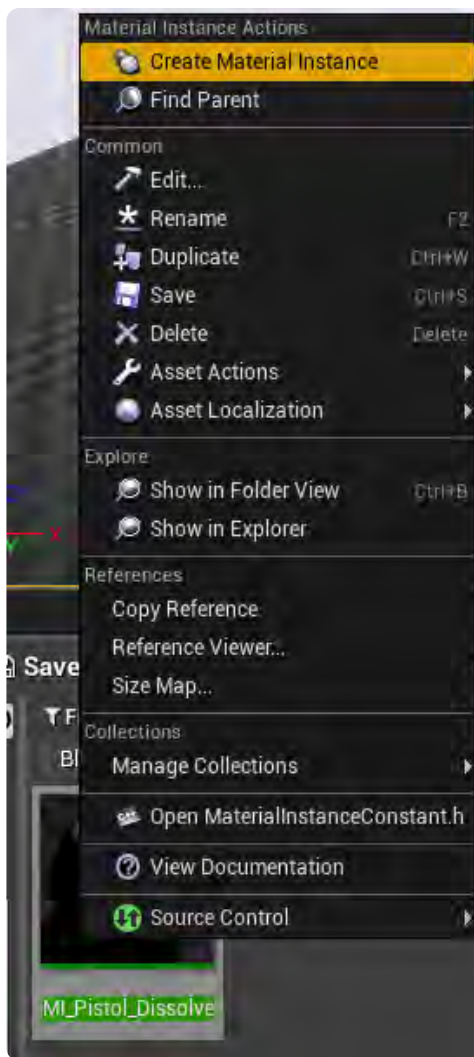 Material Instance Actions
Create Material Instance
Find Parent
Common
Edit...
Rename F2
Duplicate Ctrl+W
Save Ctrl+S
Delete Delete
Asset Actions
Asset Localization
Explore
Show in Folder View Ctrl+B
Show in Explorer
References
Copy Reference
Reference Viewer...
Size Map...
Save
F
Collections
Bl
Manage Collections
Open MaterialInstanceConstant.h
View Documentation
Source Control
MI_Pistol_Dissolve